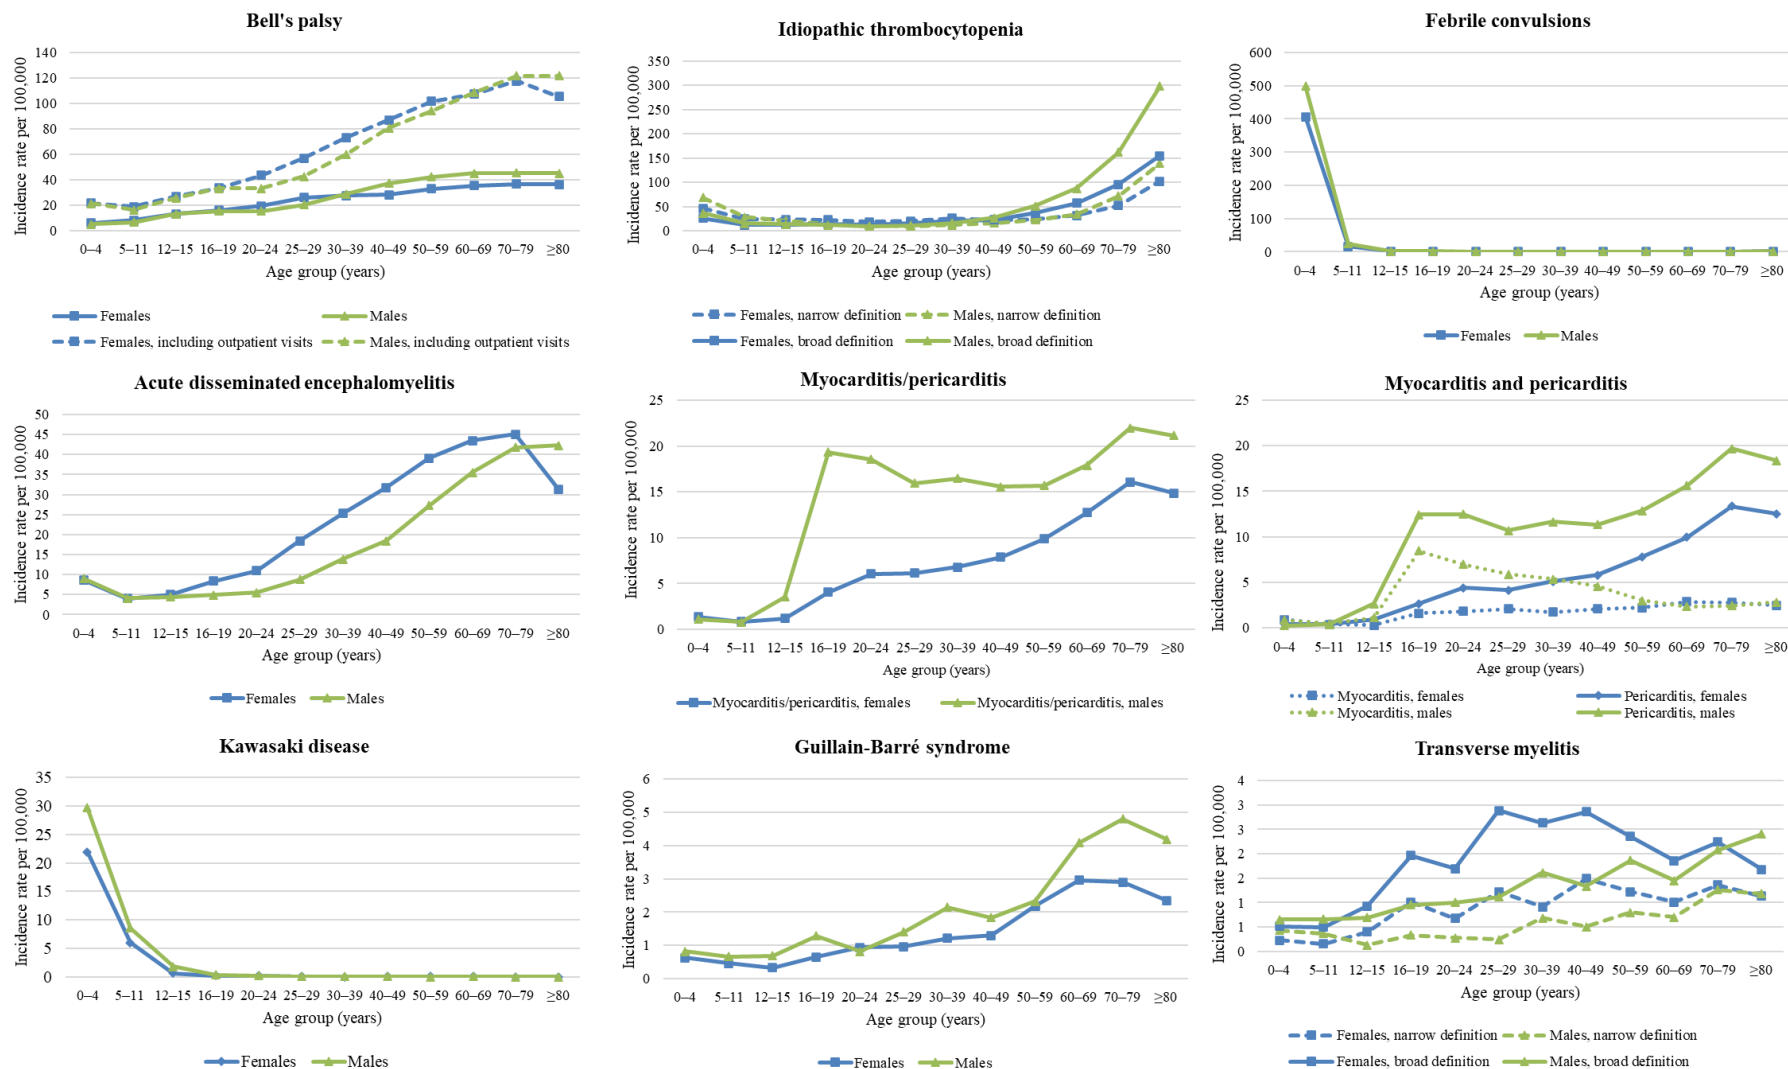 Bell's palsy
Incidence rate per 100,000
140
120
100
80
60
40
20
0
0–4 5–11 12–15 16–19 20–24 25–29 30–39 40–49 50–59 60–69 70–79 ≥80
Age group (years)
Females Males
Females, including outpatient visits Males, including outpatient visits
Idiopathic thrombocytopenia
Incidence rate per 100,000
350
300
250
200
150
100
50
0
0–4 5–11 12–15 16–19 20–24 25–29 30–39 40–49 50–59 60–69 70–79 ≥80
Age group (years)
Females, narrow definition Males, narrow definition
Females, broad definition Males, broad definition
Febrile convulsions
Incidence rate per 100,000
600
500
400
300
200
100
0
0–4 5–11 12–15 16–19 20–24 25–29 30–39 40–49 50–59 60–69 70–79 ≥80
Age group (years)
Females Males
Acute disseminated encephalomyelitis
Incidence rate per 100,000
50
45
40
35
30
25
20
15
10
5
0
0–4 5–11 12–15 16–19 20–24 25–29 30–39 40–49 50–59 60–69 70–79 ≥80
Age group (years)
Females Males
Myocarditis/pericarditis
Incidence rate per 100,000
25
20
15
10
5
0
0–4 5–11 12–15 16–19 20–24 25–29 30–39 40–49 50–59 60–69 70–79 ≥80
Age group (years)
Myocarditis/pericarditis, females Myocarditis/pericarditis, males
Myocarditis and pericarditis
Incidence rate per 100,000
25
20
15
10
5
0
0–4 5–11 12–15 16–19 20–24 25–29 30–39 40–49 50–59 60–69 70–79 ≥80
Age group (years)
Myocarditis, females Pericarditis, females
Myocarditis, males Pericarditis, males
Kawasaki disease
Incidence rate per 100,000
35
30
25
20
15
10
5
0
0–4 5–11 12–15 16–19 20–24 25–29 30–39 40–49 50–59 60–69 70–79 ≥80
Age group (years)
Females Males
Guillain-Barré syndrome
Incidence rate per 100,000
6
5
4
3
2
1
0
0–4 5–11 12–15 16–19 20–24 25–29 30–39 40–49 50–59 60–69 70–79 ≥80
Age group (years)
Females Males
Transverse myelitis
Incidence rate per 100,000
4
3
3
2
2
1
1
0
0–4 5–11 12–15 16–19 20–24 25–29 30–39 40–49 50–59 60–69 70–79 ≥80
Age group (years)
Females, narrow definition Males, narrow definition
Females, broad definition Males, broad definition